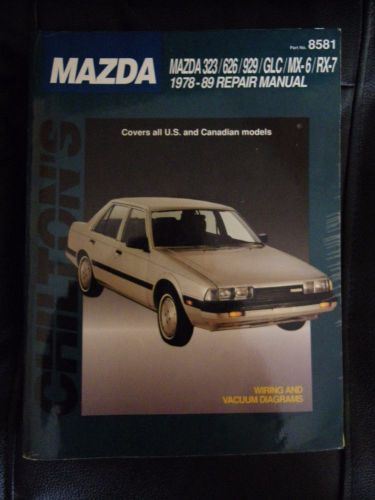 Part No. 8581
MAZDA
MAZDA 323/626/929/GLC/MX-6/RX-7
1978-89 REPAIR MANUAL
Covers all U.S. and Canadian models
CHILTON'S
WIRING AND
VACUUM DIAGRAMS